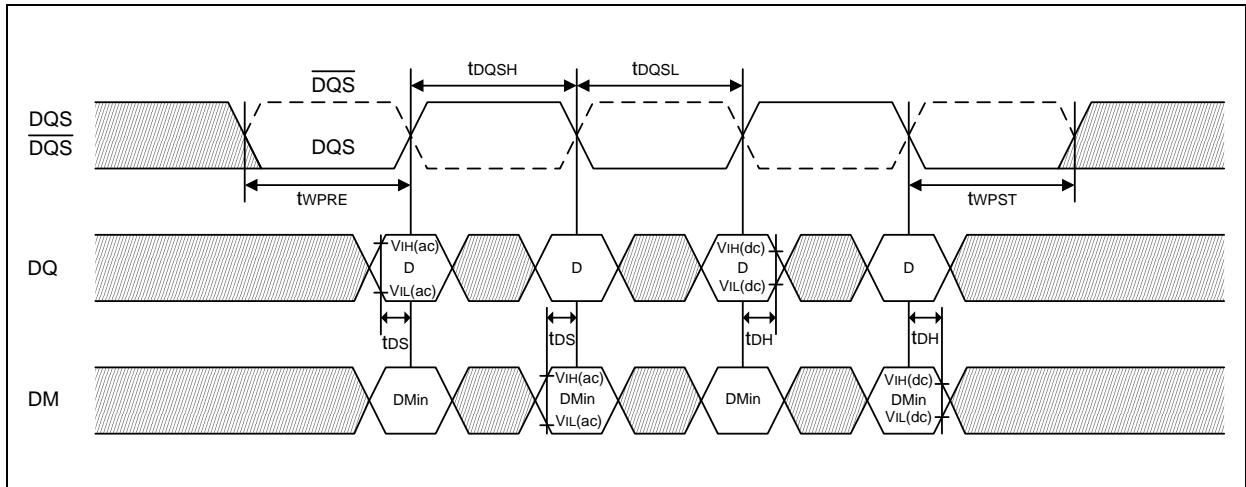 DQS
tDQSH
tDQSL
DQS
DQS
DQS
tWPRE
tWPST
DQ
VIH(ac)
D
VIL(ac)
D
VIH(dc)
D
VIL(dc)
D
tDS
tDS
tDH
tDH
DM
DMin
VIH(ac)
DMin
VIL(ac)
DMin
VIH(dc)
DMin
VIL(dc)